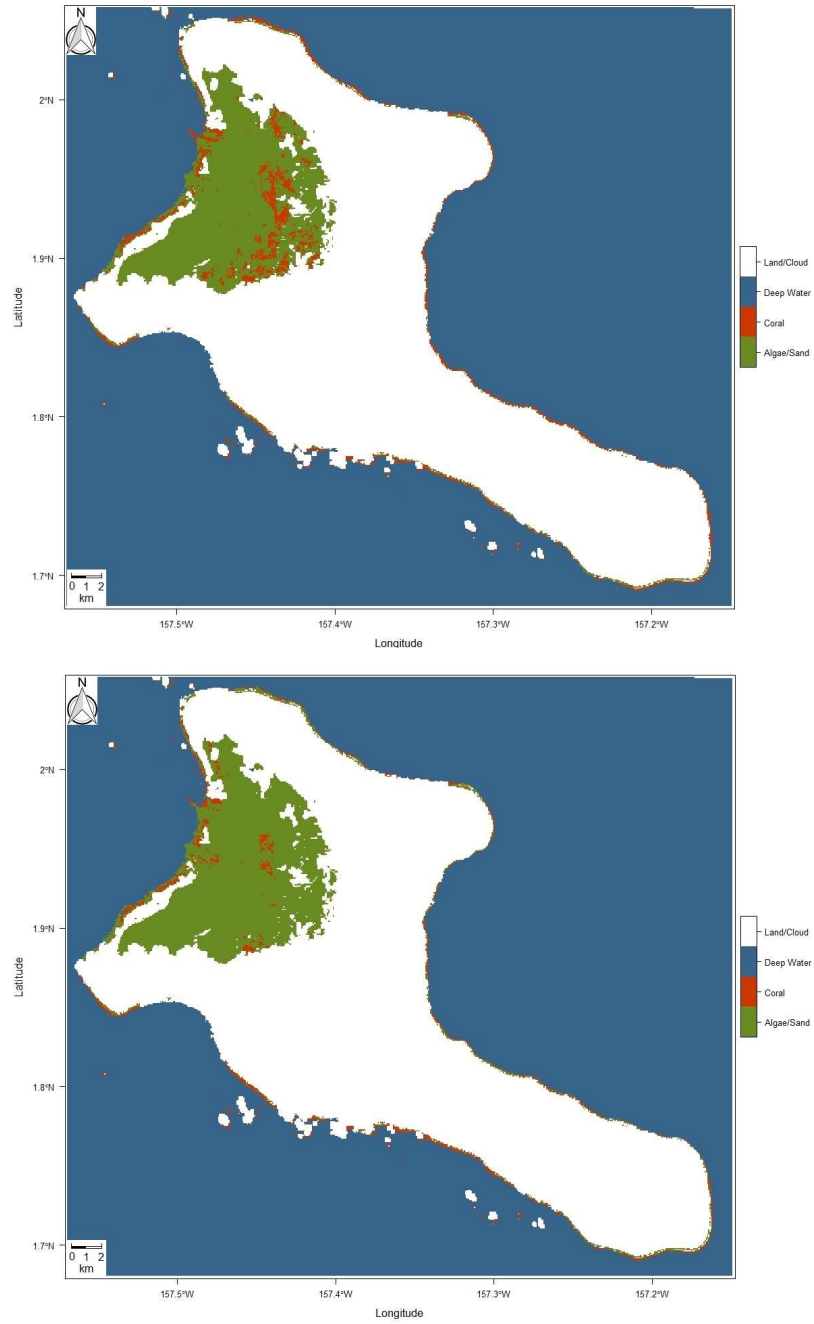 N
2°N
1.9°N
1.8°N
1.7°N
Latitude
0 1 2
km
157.5°W 157.4°W 157.3°W 157.2°W
Longitude
Land/Cloud
Deep Water
Coral
Algae/Sand
N
2°N
1.9°N
1.8°N
1.7°N
Latitude
0 1 2
km
157.5°W 157.4°W 157.3°W 157.2°W
Longitude
Land/Cloud
Deep Water
Coral
Algae/Sand